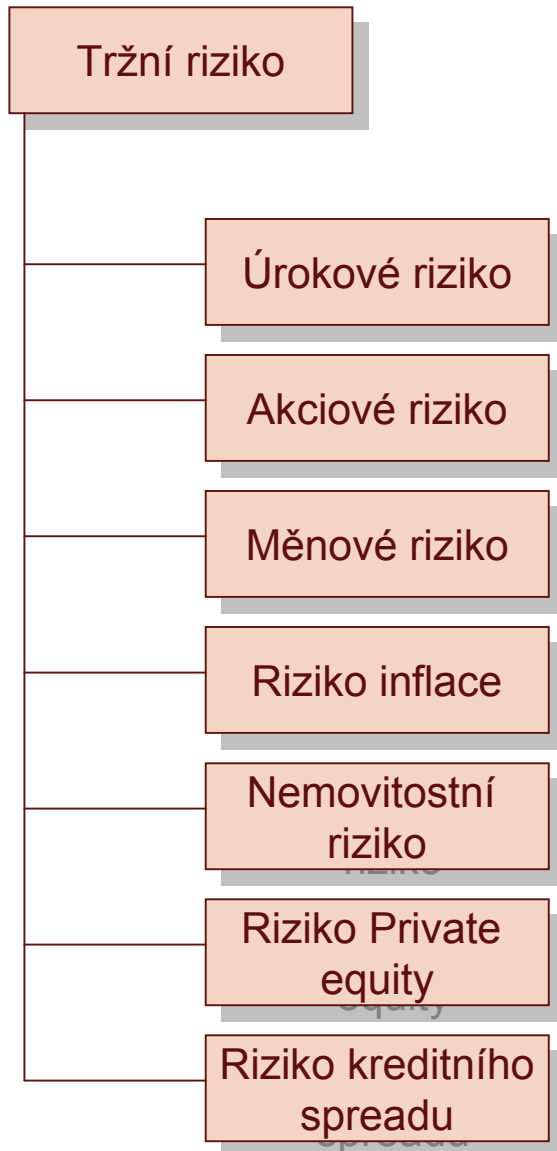 Tržní riziko
Úrokové riziko
Akciové riziko
Měnové riziko
Riziko inflace
Nemovitostní
riziko
Riziko Private
equity
Riziko kreditního
spreadu